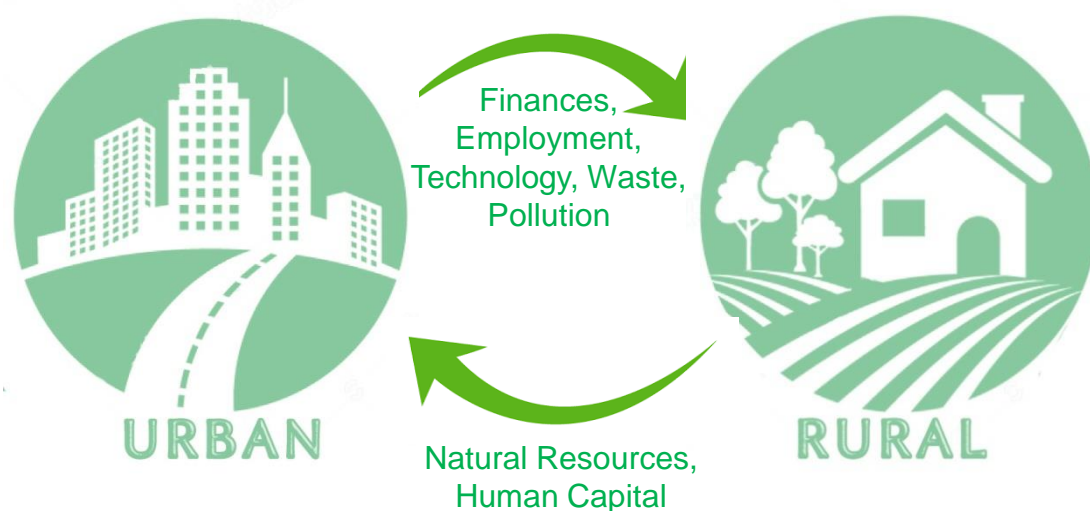 Finances,
Employment,
Technology, Waste,
Pollution
URBAN
RURAL
Natural Resources,
Human Capital